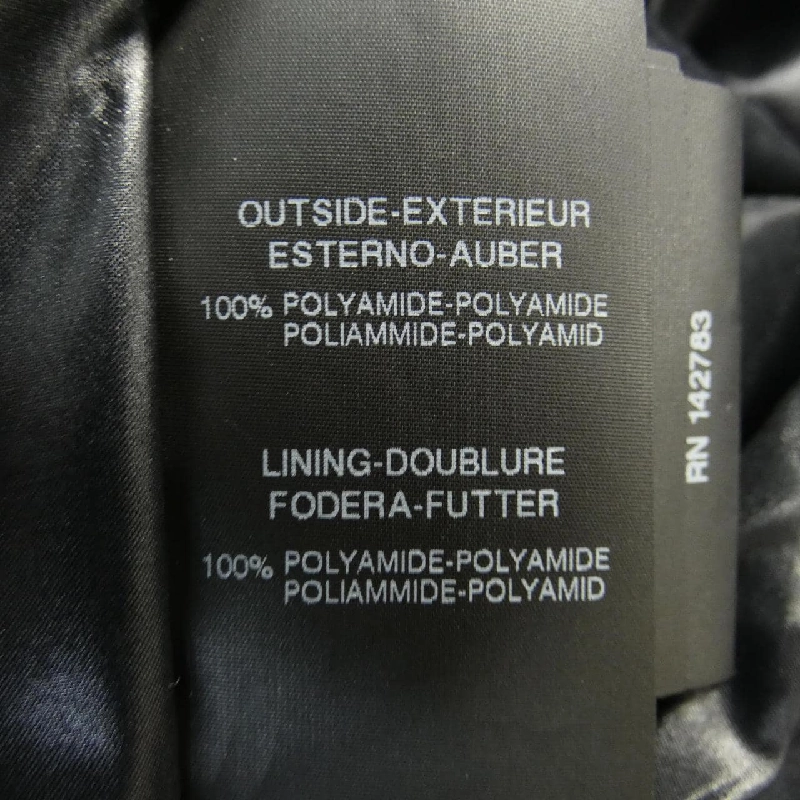 OUTSIDE-EXTERIEUR
ESTERNO-AUBER
100% POLYAMIDE-POLYAMIDE
POLIAMMIDE-POLYAMID
LINING-DOUBLURE
FODERA-FUTTER
100% POLYAMIDE-POLYAMIDE
POLIAMMIDE-POLYAMID
RN 142783